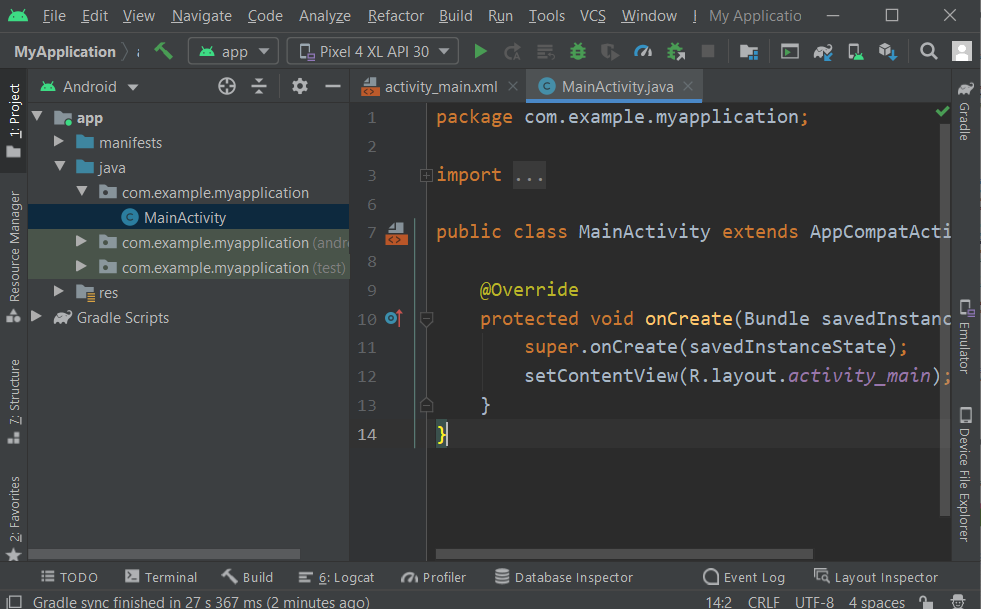 File Edit View Navigate Code Analyze Refactor Build Run Tools VCS Window My Applicatio
MyApplication app Pixel 4 XL API 30
Android activity_main.xml MainActivity.java
1: Project
Resource Manager
7: Structure
2: Favorites
app
manifests
java
com.example.myapplication
MainActivity
com.example.myapplication (andro
com.example.myapplication (test)
res
Gradle Scripts
1 package com.example.myapplication;
2
3 import ...
6
7 public class MainActivity extends AppCompatActi
8
9 @Override
10 protected void onCreate(Bundle savedInstanc
11 super.onCreate(savedInstanceState);
12 setContentView(R.layout.activity_main);
13 }
14 }
Gradle
Emulator
Device File Explorer
TODO Terminal Build 6: Logcat Profiler Database Inspector Event Log Layout Inspector
Gradle sync finished in 27 s 367 ms (2 minutes ago) 14:2 CRLF UTF-8 4 spaces